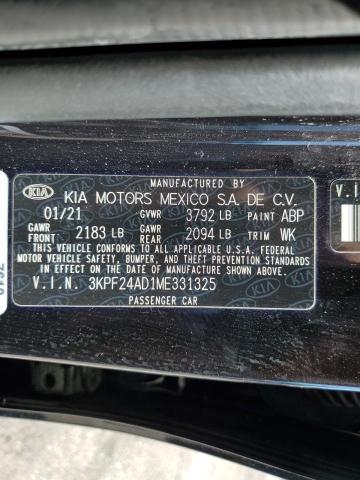 MANUFACTURED BY
KIA KIA MOTORS MEXICO S.A. DE C.V.
01/21 GVWR 3792 LB PAINT ABP
GAWR FRONT 2183 LB GAWR REAR 2094 LB TRIM WK
THIS VEHICLE CONFORMS TO ALL APPLICABLE U.S.A. FEDERAL
MOTOR VEHICLE SAFETY, BUMPER, AND THEFT PREVENTION STANDARDS
IN EFFECT ON THE DATE OF MANUFACTURE SHOWN ABOVE.
V.I.N. 3KPF24AD1ME331325
PASSENGER CAR
V.I